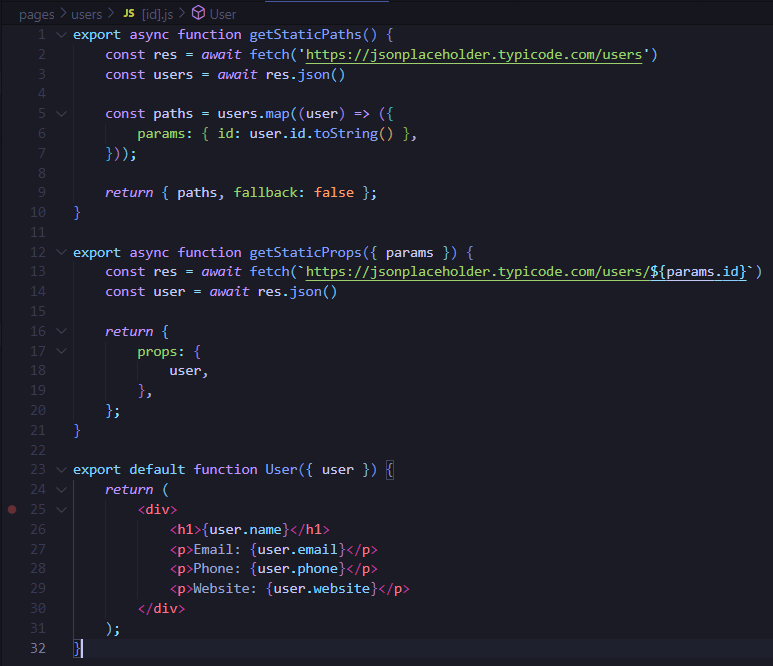 pages > users > JS [id].js > User
1 export async function getStaticPaths() {
2     const res = await fetch('https://jsonplaceholder.typicode.com/users')
3     const users = await res.json()
4
5     const paths = users.map((user) => ({
6         params: { id: user.id.toString() },
7     }));
8
9     return { paths, fallback: false };
10 }
11
12 export async function getStaticProps({ params }) {
13     const res = await fetch(`https://jsonplaceholder.typicode.com/users/${params.id}`)
14     const user = await res.json()
15
16     return {
17         props: {
18             user,
19         },
20     };
21 }
22
23 export default function User({ user }) {
24     return (
25         <div>
26             <h1>{user.name}</h1>
27             <p>Email: {user.email}</p>
28             <p>Phone: {user.phone}</p>
29             <p>Website: {user.website}</p>
30         </div>
31     );
32 }